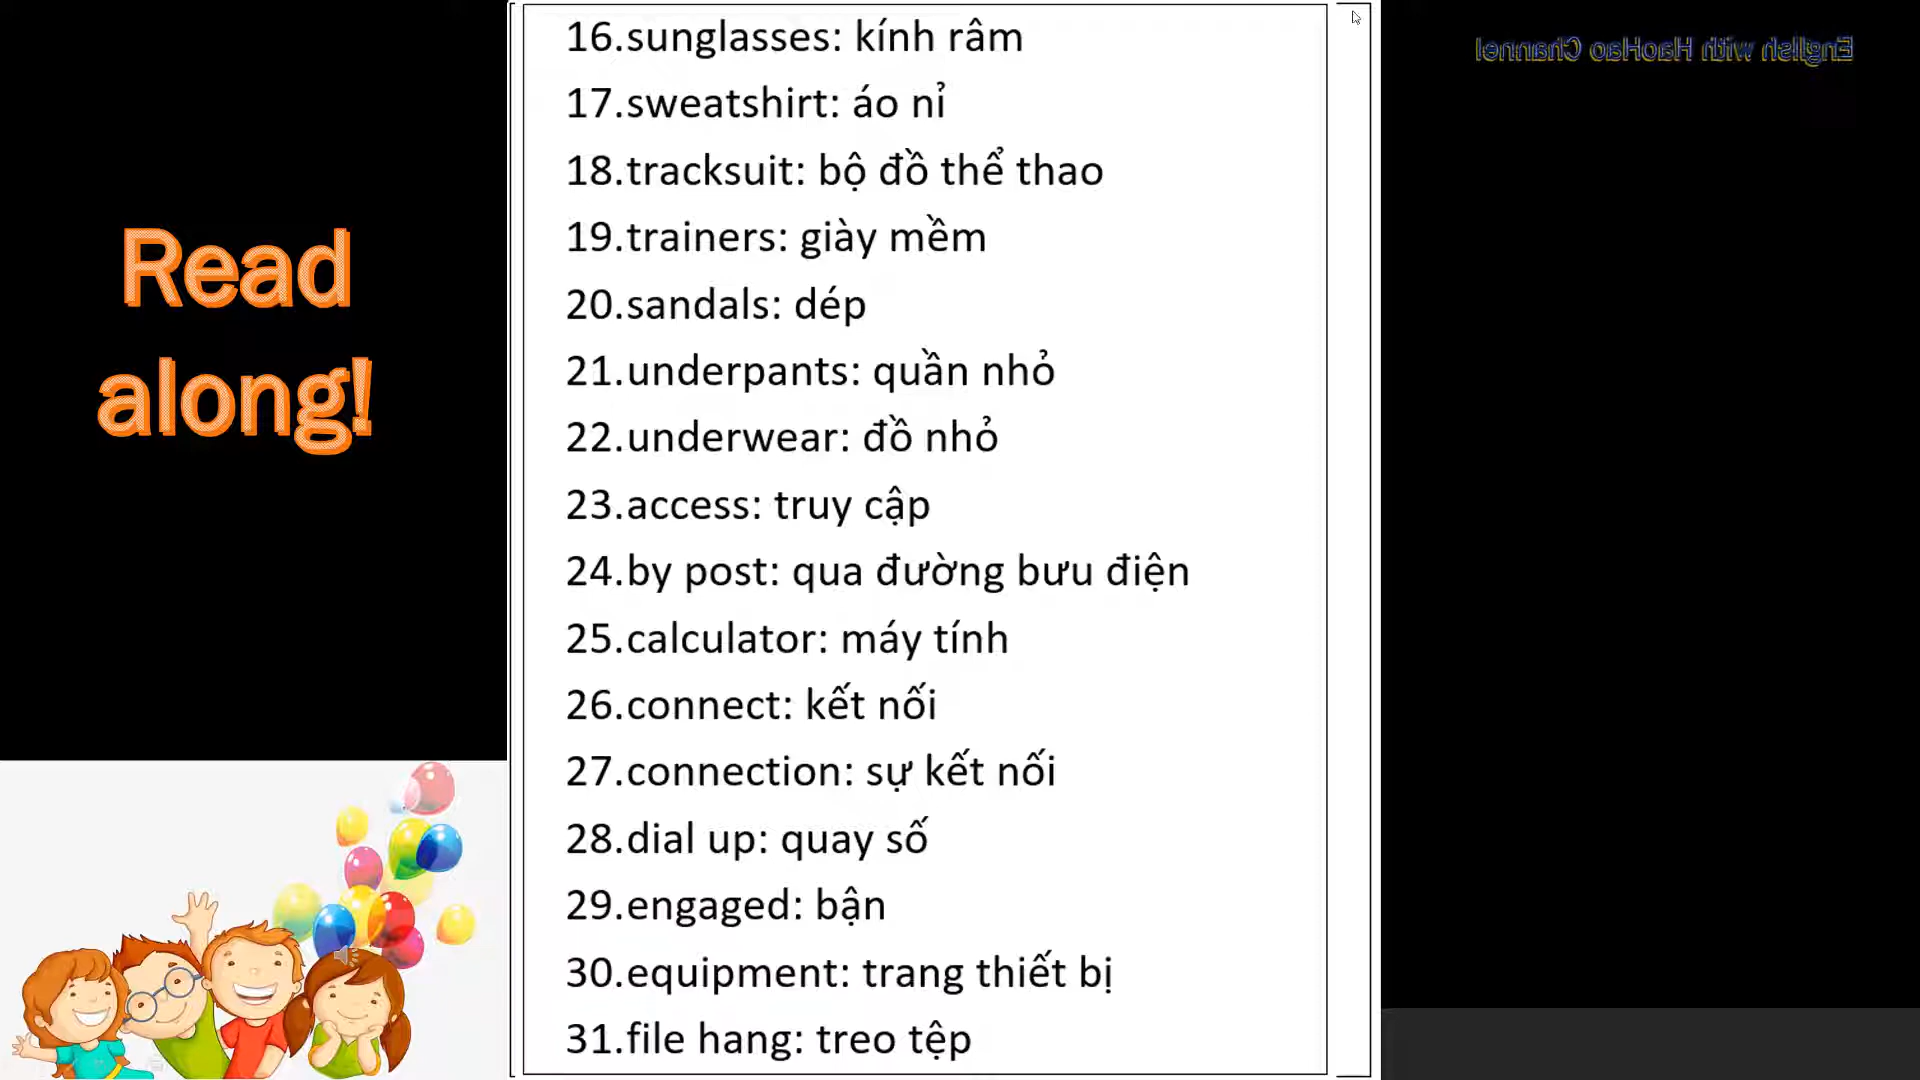 Read
along!
16.sunglasses: kính râm
17.sweatshirt: áo nỉ
18.tracksuit: bộ đồ thể thao
19.trainers: giày mềm
20.sandals: dép
21.underpants: quần nhỏ
22.underwear: đồ nhỏ
23.access: truy cập
24.by post: qua đường bưu điện
25.calculator: máy tính
26.connect: kết nối
27.connection: sự kết nối
28.dial up: quay số
29.engaged: bận
30.equipment: trang thiết bị
31.file hang: treo tệp
English with HaoHao Channel